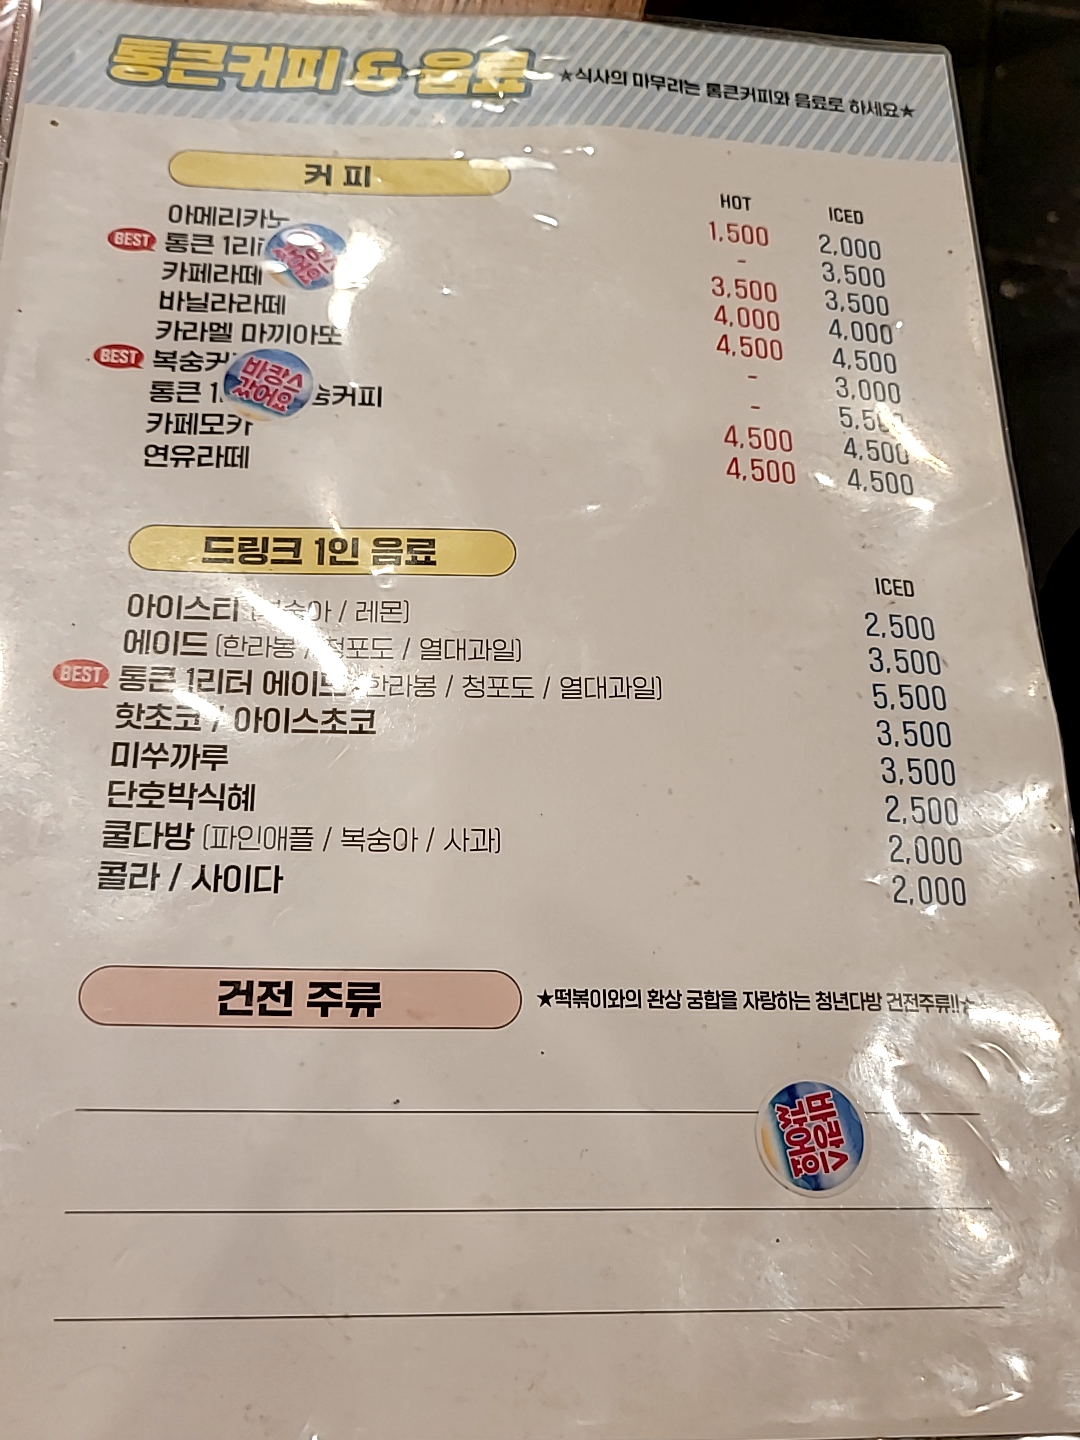 통큰커피 & 음료 ★식사의 마무리는 통큰커피와 음료로 하세요★
커 피
HOT ICED
아메리카노 1,500 2,000
BEST 통큰 1리 - 3,500
카페라떼 3,500 3,500
바닐라라떼 4,000 4,000
카라멜 마끼아또 4,500 4,500
BEST 복숭커 - 3,000
통큰 1 숭커피 - 5,500
카페모카 4,500 4,500
연유라떼 4,500 4,500
바캉스
갔어요
드링크 1인 음료
ICED
아이스티 (복숭아 / 레몬) 2,500
에이드 (한라봉 / 청포도 / 열대과일) 3,500
BEST 통큰 1리터 에이드 (한라봉 / 청포도 / 열대과일) 5,500
핫초코 / 아이스초코 3,500
미쑤까루 3,500
단호박식혜 2,500
쿨다방 (파인애플 / 복숭아 / 사과) 2,000
콜라 / 사이다 2,000
건전 주류 ★떡볶이와의 환상 궁합을 자랑하는 청년다방 건전주류!!★
바캉스
갔어요